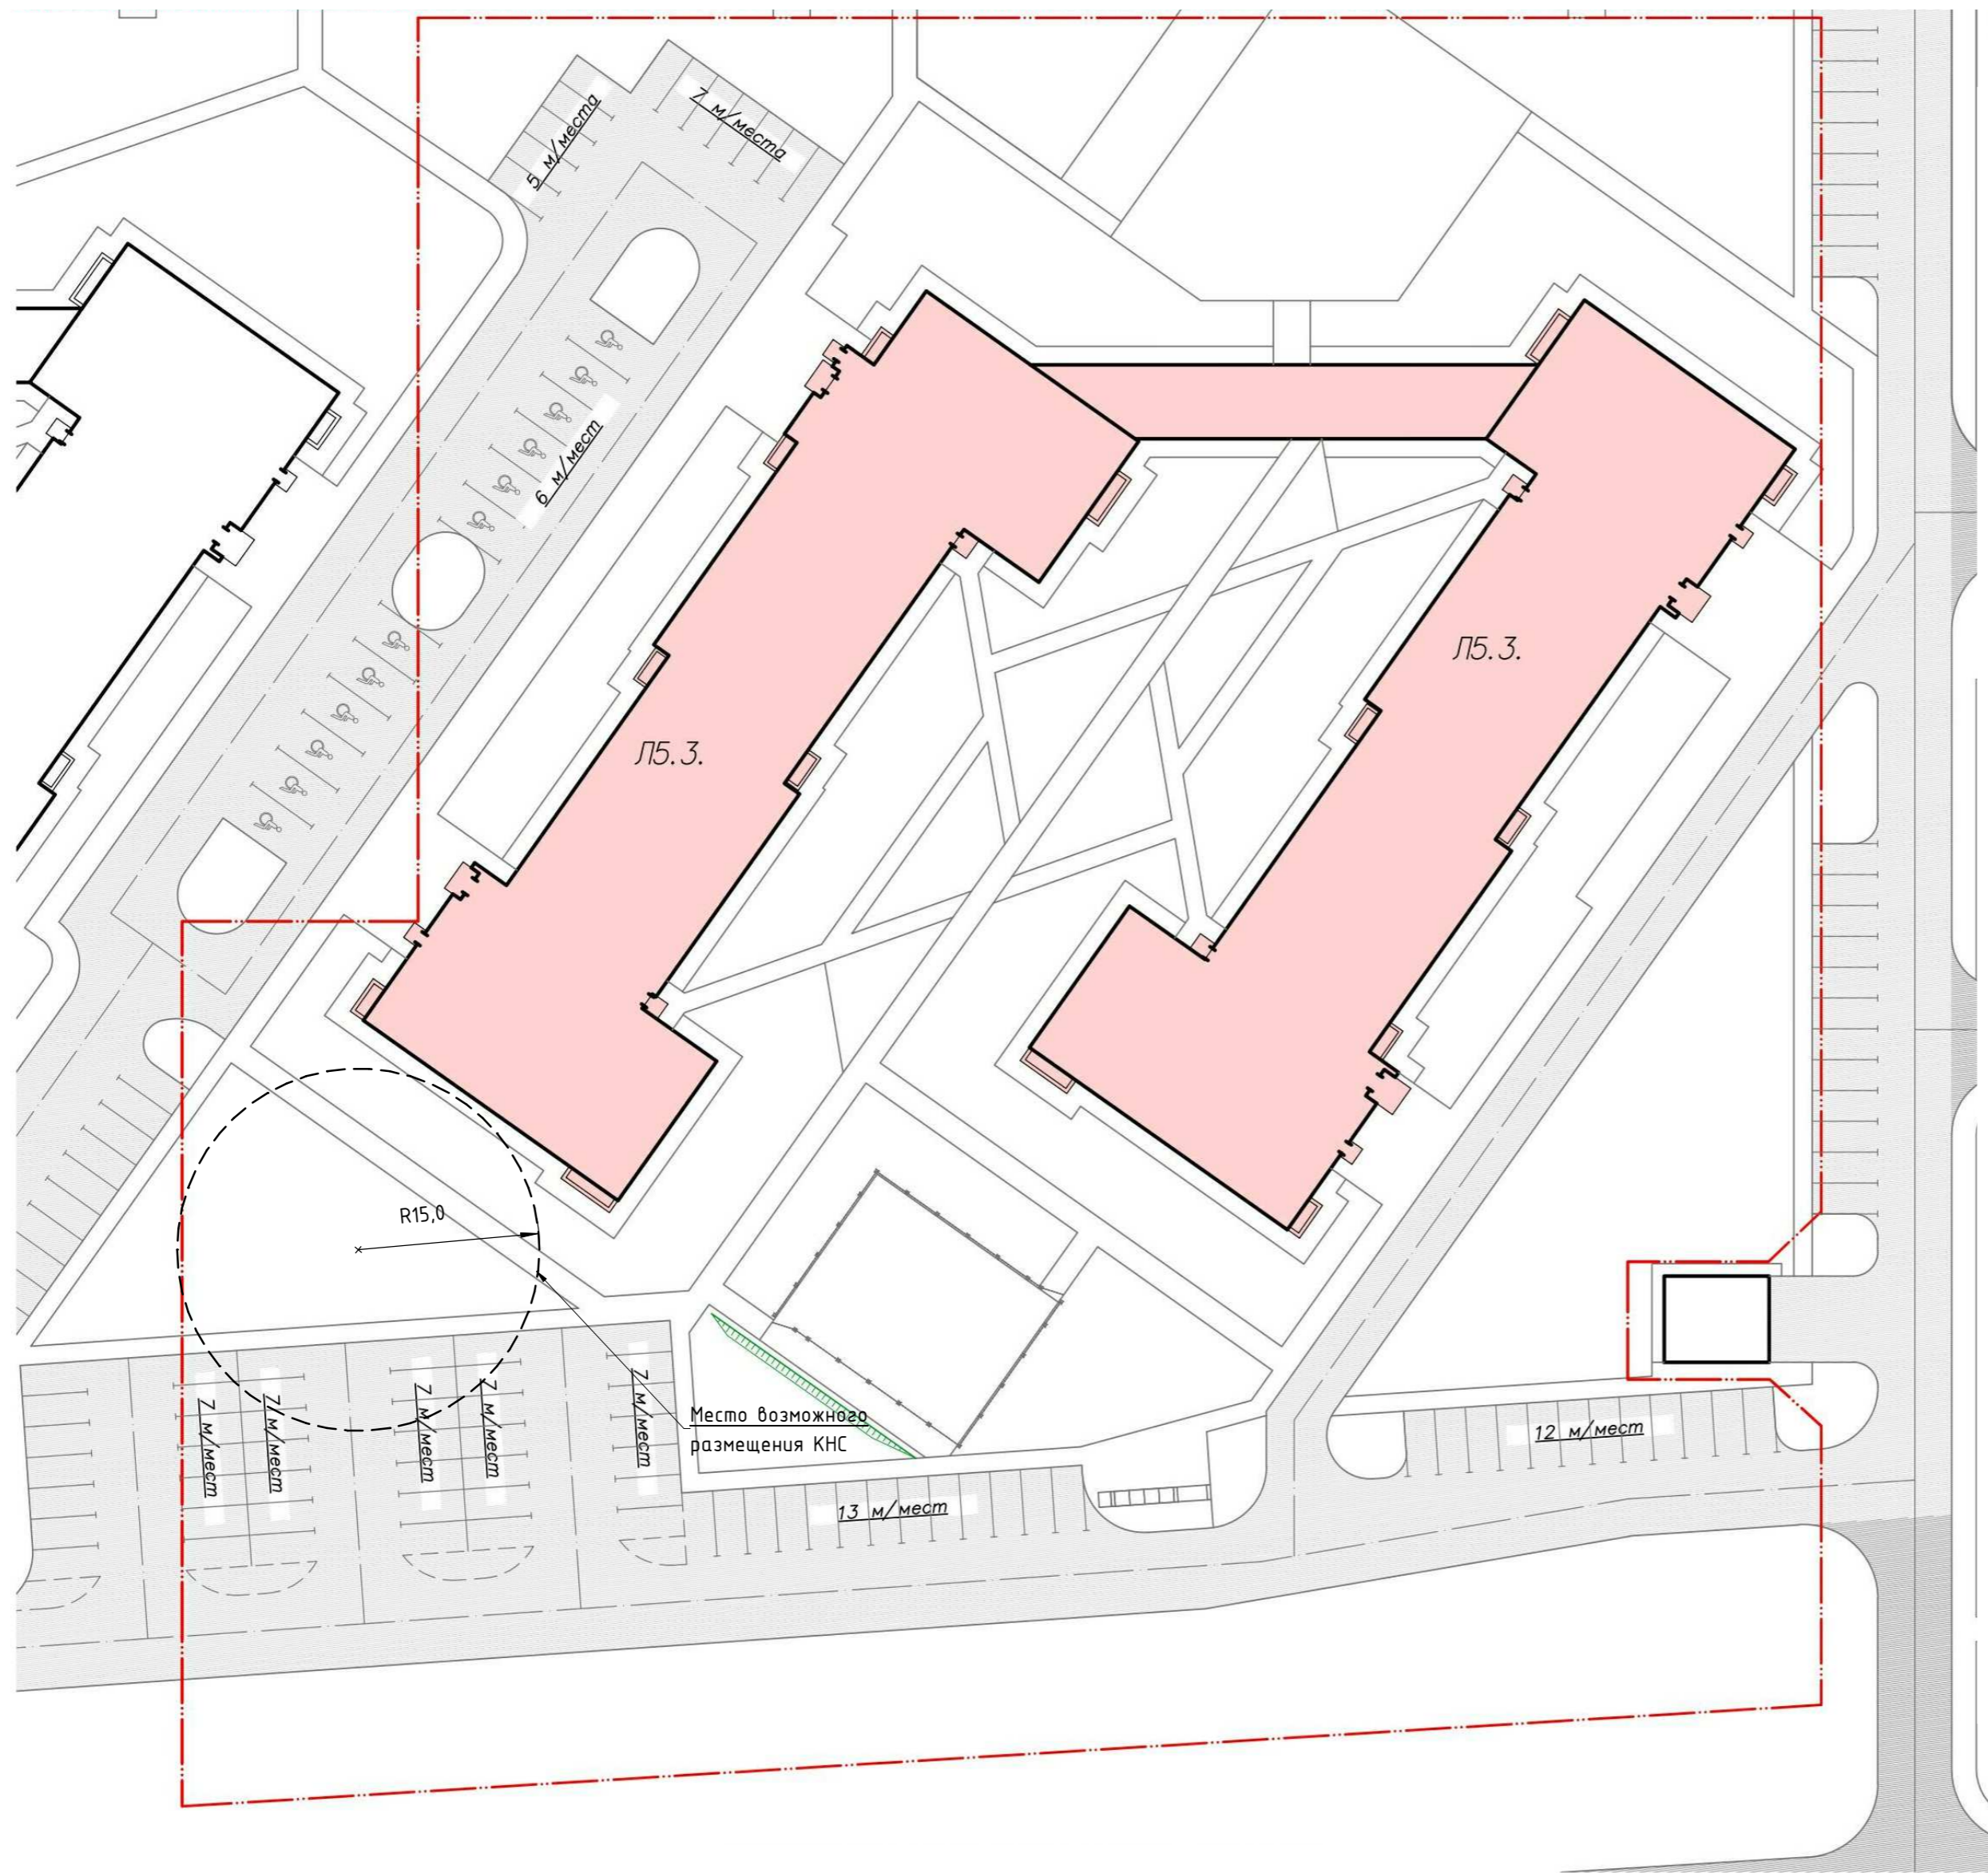 7 м/места
5 м/места
6 м/мест
Л5.3.
Л5.3.
R15,0
7 м/мест
7 м/мест
7 м/мест
7 м/мест
7 м/мест
Место возможного
размещения КНС
12 м/мест
13 м/мест